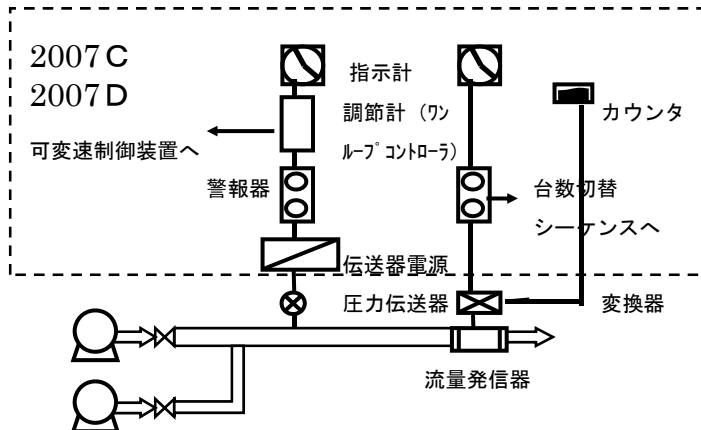 2007C
2007D
可変速制御装置へ
指示計
調節計（ワン
ﾙｰﾌﾟｺﾝﾄﾛｰﾗ）
警報器
伝送器電源
圧力伝送器
カウンタ
台数切替
シーケンスへ
変換器
流量発信器